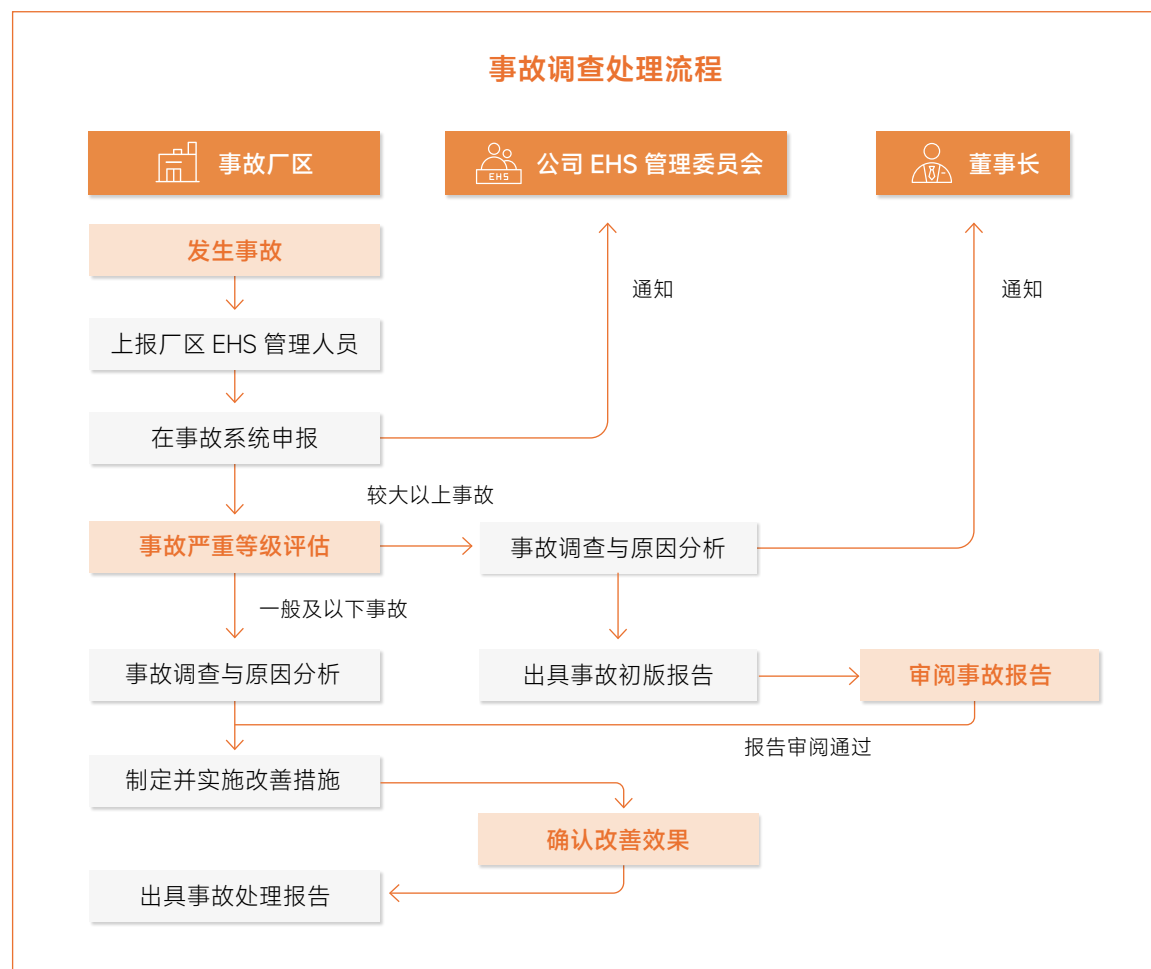 事故调查处理流程
事故厂区
EHS
公司 EHS 管理委员会
董事长
发生事故
通知
通知
上报厂区 EHS 管理人员
在事故系统申报
较大以上事故
事故严重等级评估
事故调查与原因分析
一般及以下事故
事故调查与原因分析
出具事故初版报告
审阅事故报告
报告审阅通过
制定并实施改善措施
确认改善效果
出具事故处理报告